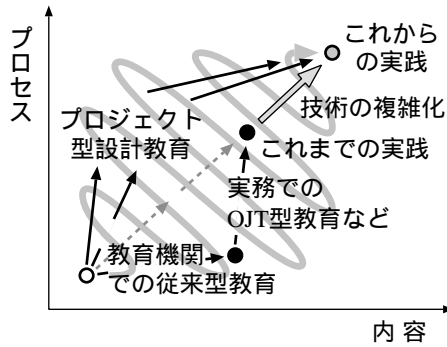 プロセス
これから
の実践
技術の複雑化
プロジェクト
型設計教育
これまでの実践
実務での
OJT型教育など
教育機関
での従来型教育
内容